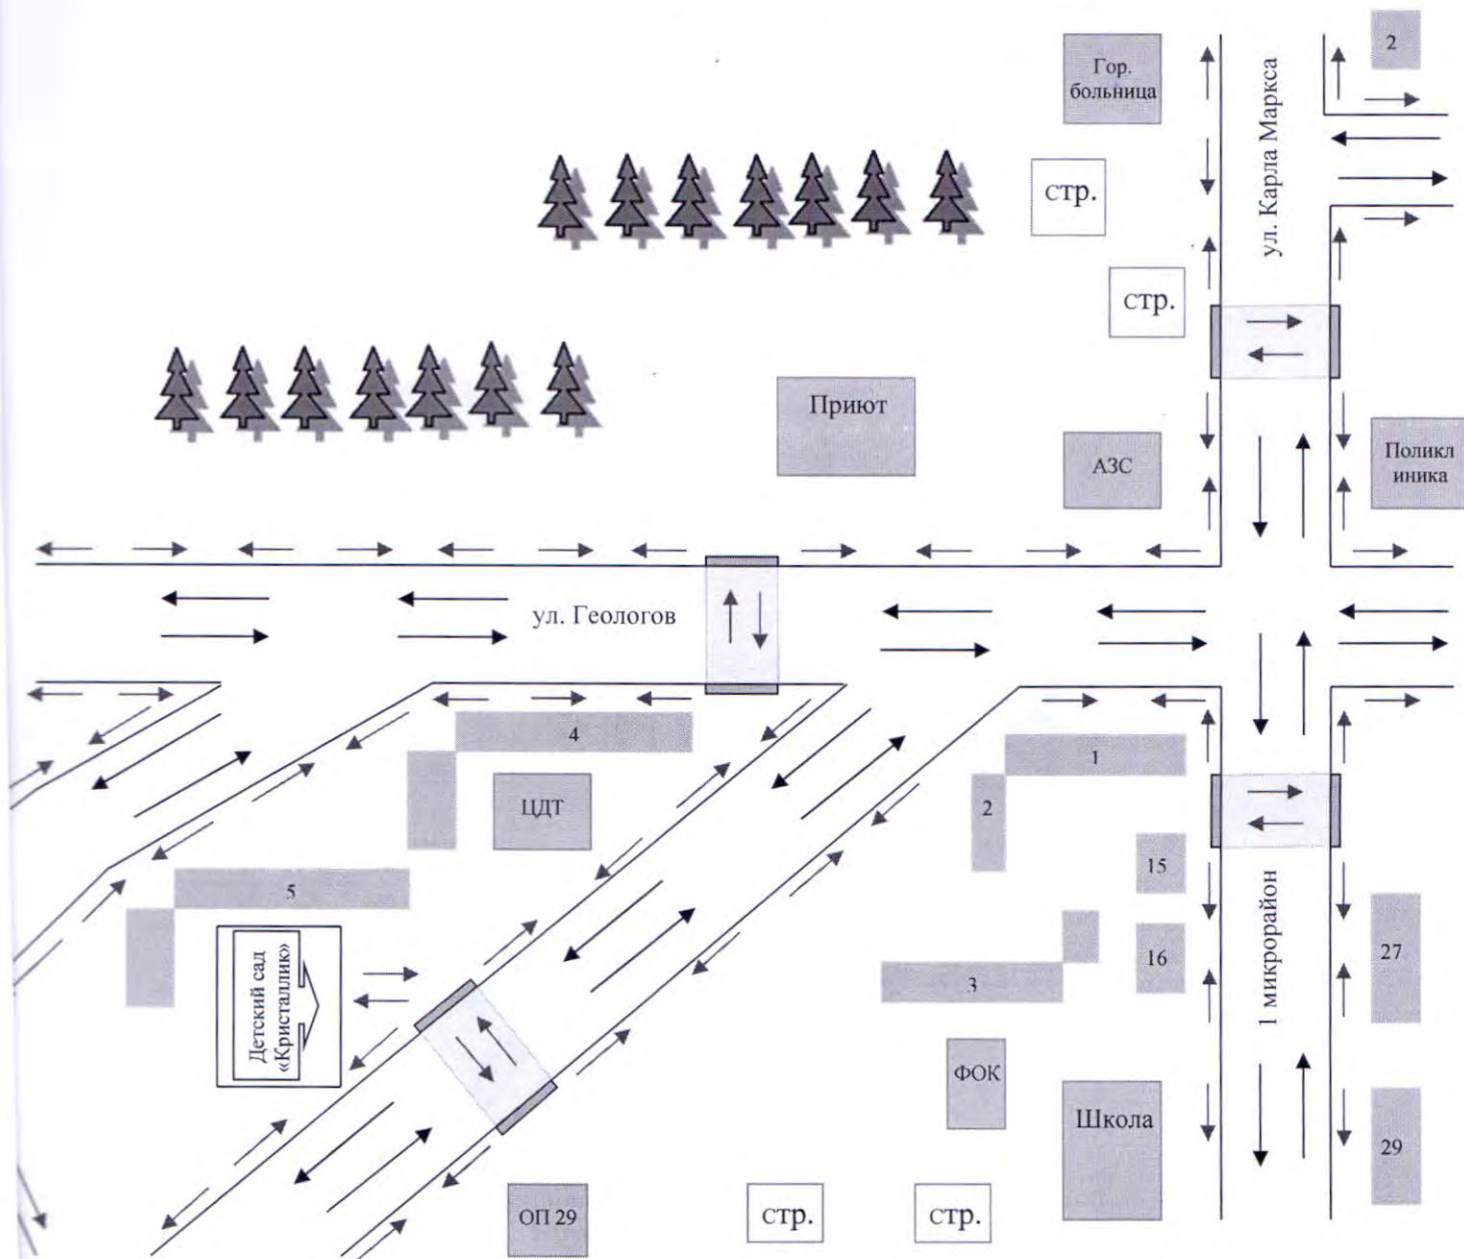 2
Гор.
больница
ул. Карла Маркса
стр.
стр.
Приют
АЗС
Поликл
иника
ул. Геологов
4
1
ЦДТ
2
15
5
1 микрорайон
Детский сад
«Кристаллик»
16
27
3
ФОК
Школа
29
ОП 29
стр.
стр.